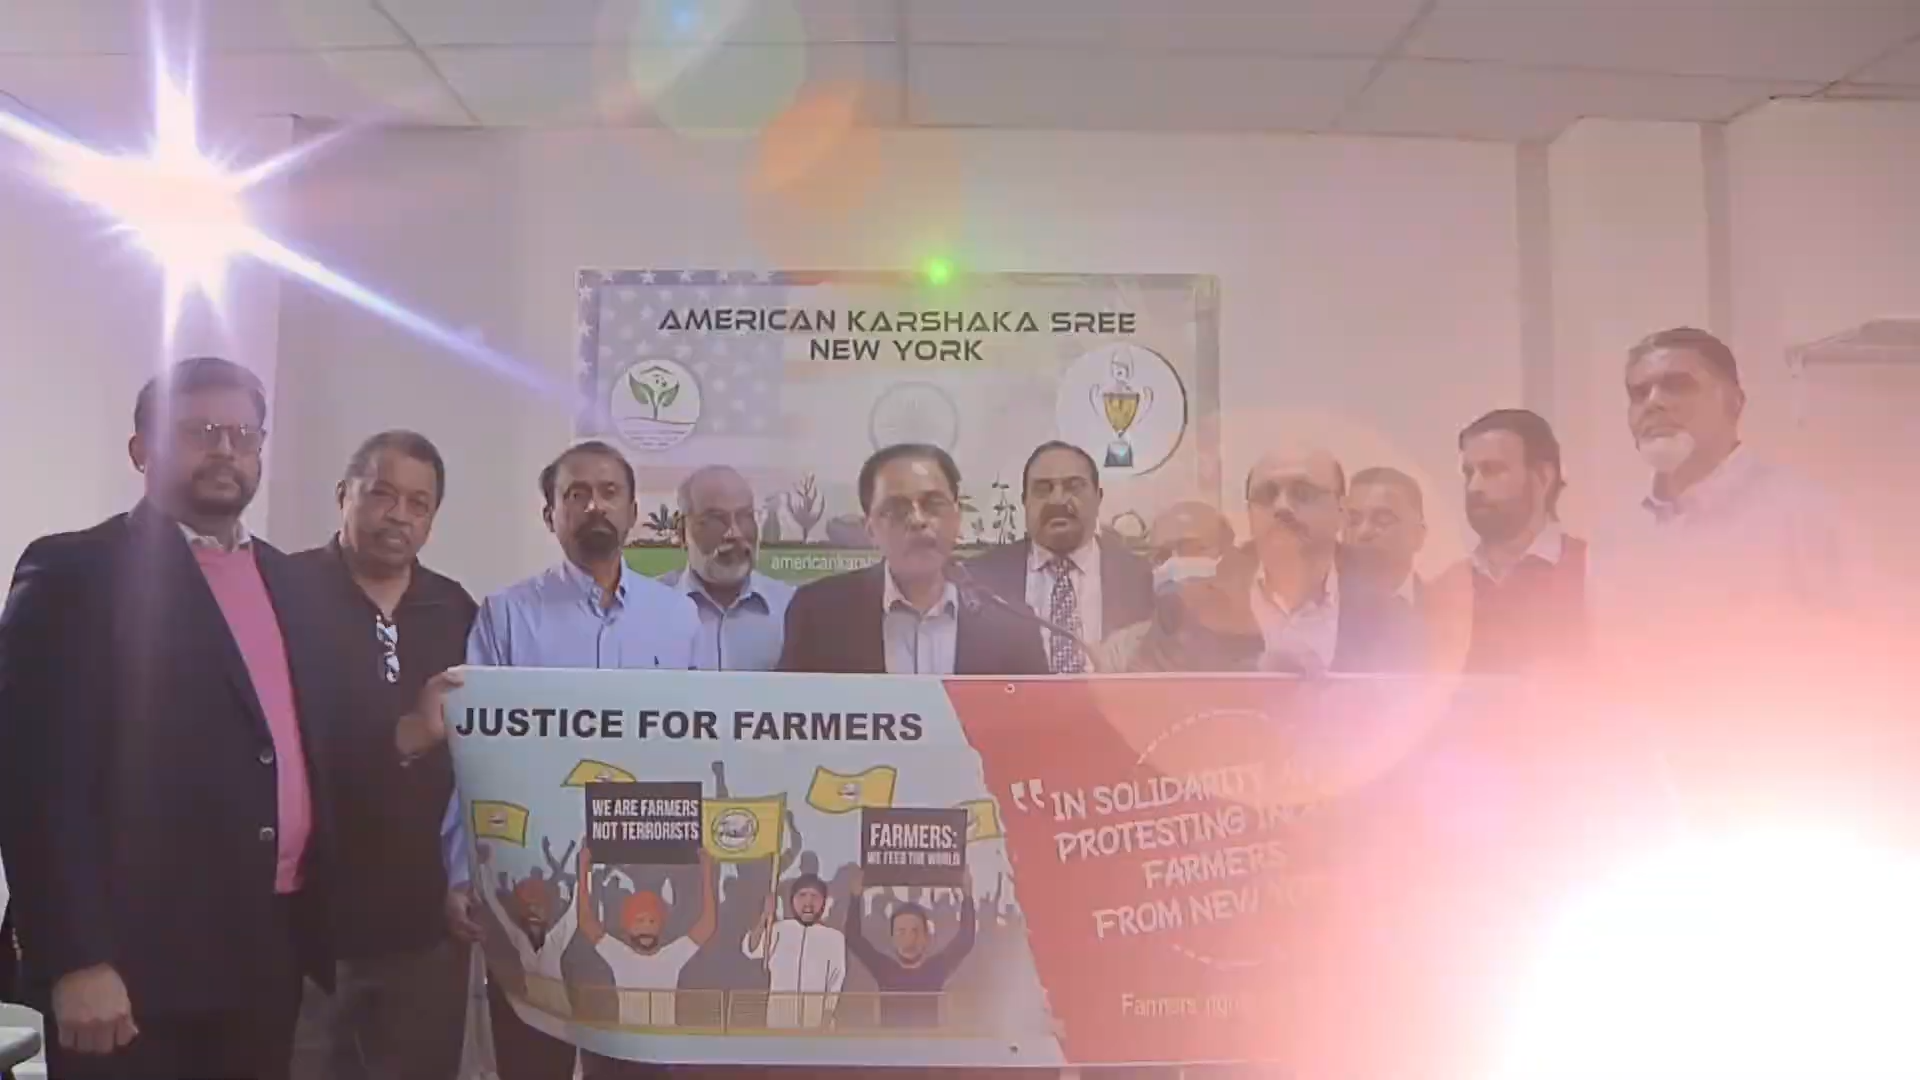 AMERICAN KARSHAKA SREE
NEW YORK
JUSTICE FOR FARMERS
WE ARE FARMERS
NOT TERRORISTS
FARMERS:
WE FEED THE WORLD
"IN SOLIDARITY
PROTESTING
FARMERS
FROM NEW
Farmers